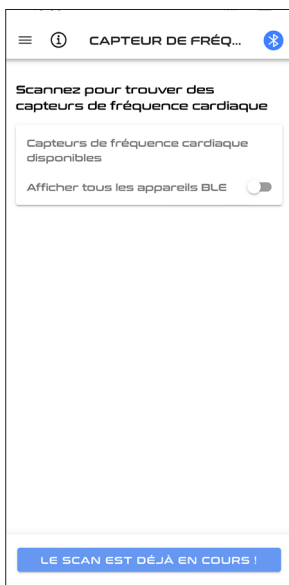 CAPTEUR DE FRÉQ...
Scannez pour trouver des
capteurs de fréquence cardiaque
Capteurs de fréquence cardiaque
disponibles
Afficher tous les appareils BLE
LE SCAN EST DÉJÀ EN COURS !